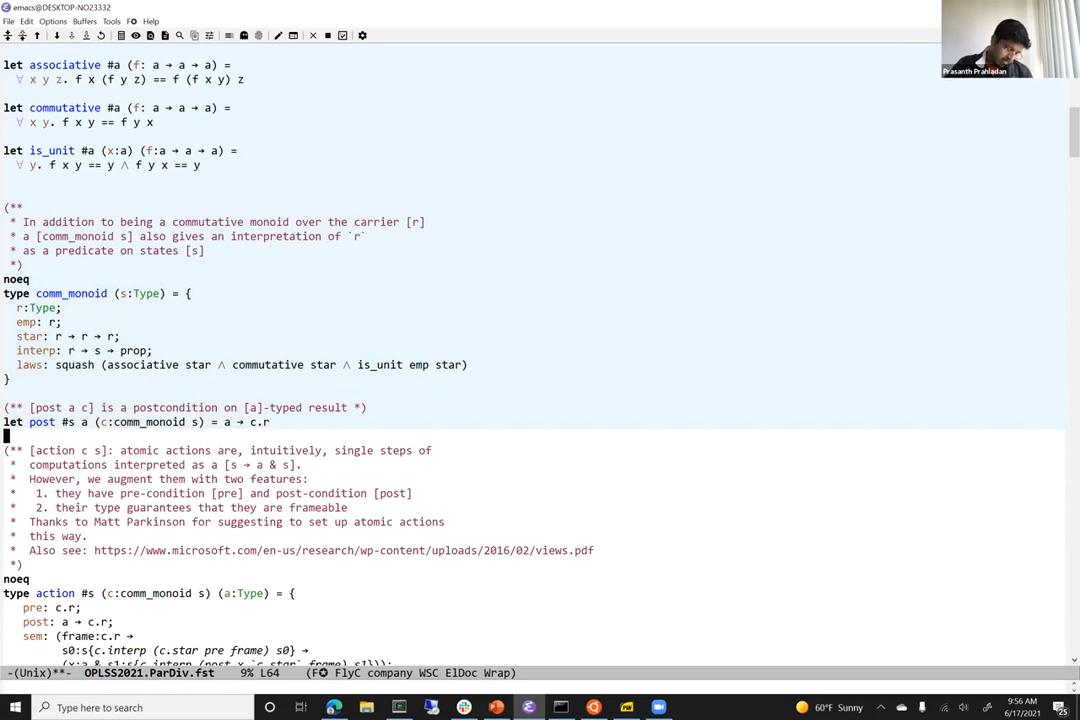 emacs@DESKTOP-NO23332
File Edit Options Buffers Tools F✪ Help
Prasanth Prahladan
let associative #a (f: a → a → a) =
∀ x y z. f x (f y z) == f (f x y) z
let commutative #a (f: a → a → a) =
∀ x y. f x y == f y x
let is_unit #a (x:a) (f:a → a → a) =
∀ y. f x y == y ∧ f y x == y
(**
* In addition to being a commutative monoid over the carrier [r]
* a [comm_monoid s] also gives an interpretation of `r`
* as a predicate on states [s]
*)
noeq
type comm_monoid (s:Type) = {
r:Type;
emp: r;
star: r → r → r;
interp: r → s → prop;
laws: squash (associative star ∧ commutative star ∧ is_unit emp star)
}
(** [post a c] is a postcondition on [a]-typed result *)
let post #s a (c:comm_monoid s) = a → c.r
(** [action c s]: atomic actions are, intuitively, single steps of
* computations interpreted as a [s → a & s].
* However, we augment them with two features:
* 1. they have pre-condition [pre] and post-condition [post]
* 2. their type guarantees that they are frameable
* Thanks to Matt Parkinson for suggesting to set up atomic actions
* this way.
* Also see: https://www.microsoft.com/en-us/research/wp-content/uploads/2016/02/views.pdf
*)
noeq
type action #s (c:comm_monoid s) (a:Type) = {
pre: c.r;
post: a → c.r;
sem: (frame:c.r →
s0:s{c.interp (c.star pre frame) s0} →
(x:a & s1:s{c.interp (post x `c.star` frame) s1}));
-(Unix)**- OPLSS2021.ParDiv.fst 9% L64 (F✪ FlyC company WSC ElDoc Wrap)
Type here to search
60°F Sunny
9:56 AM
6/17/2021
25